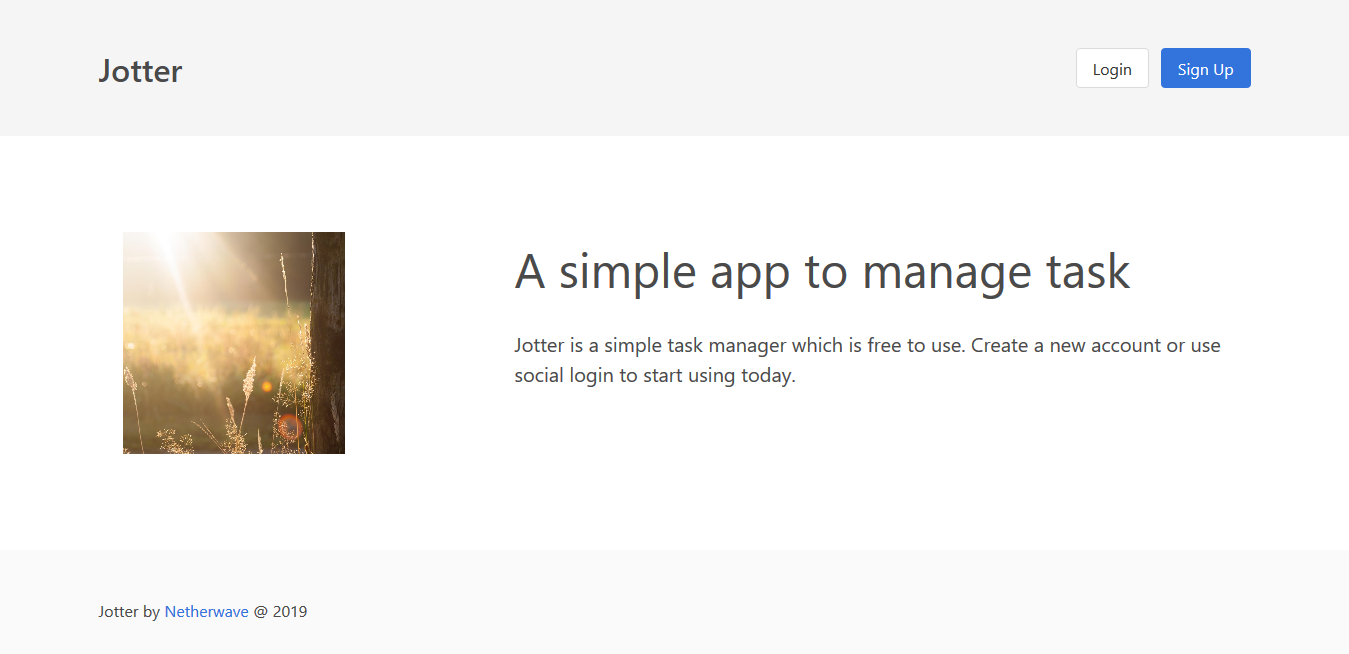 Jotter
Login
Sign Up
A simple app to manage task
Jotter is a simple task manager which is free to use. Create a new account or use
social login to start using today.
Jotter by Netherwave @ 2019